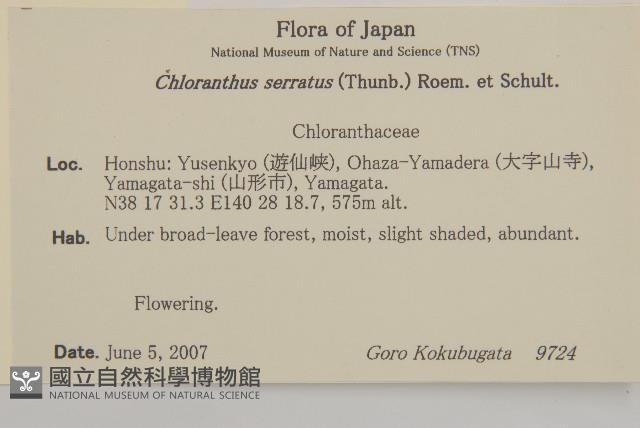 Flora of Japan
National Museum of Nature and Science (TNS)
Chloranthus serratus (Thunb.) Roem. et Schult.
Chloranthaceae
Loc. Honshu: Yusenkyo (遊仙峡), Ohaza-Yamadera (大字山寺),
Yamagata-shi (山形市), Yamagata.
N38 17 31.3 E140 28 18.7, 575m alt.
Hab. Under broad-leave forest, moist, slight shaded, abundant.
Flowering.
Date. June 5, 2007 Goro Kokubugata 9724
國立自然科學博物館
NATIONAL MUSEUM OF NATURAL SCIENCE